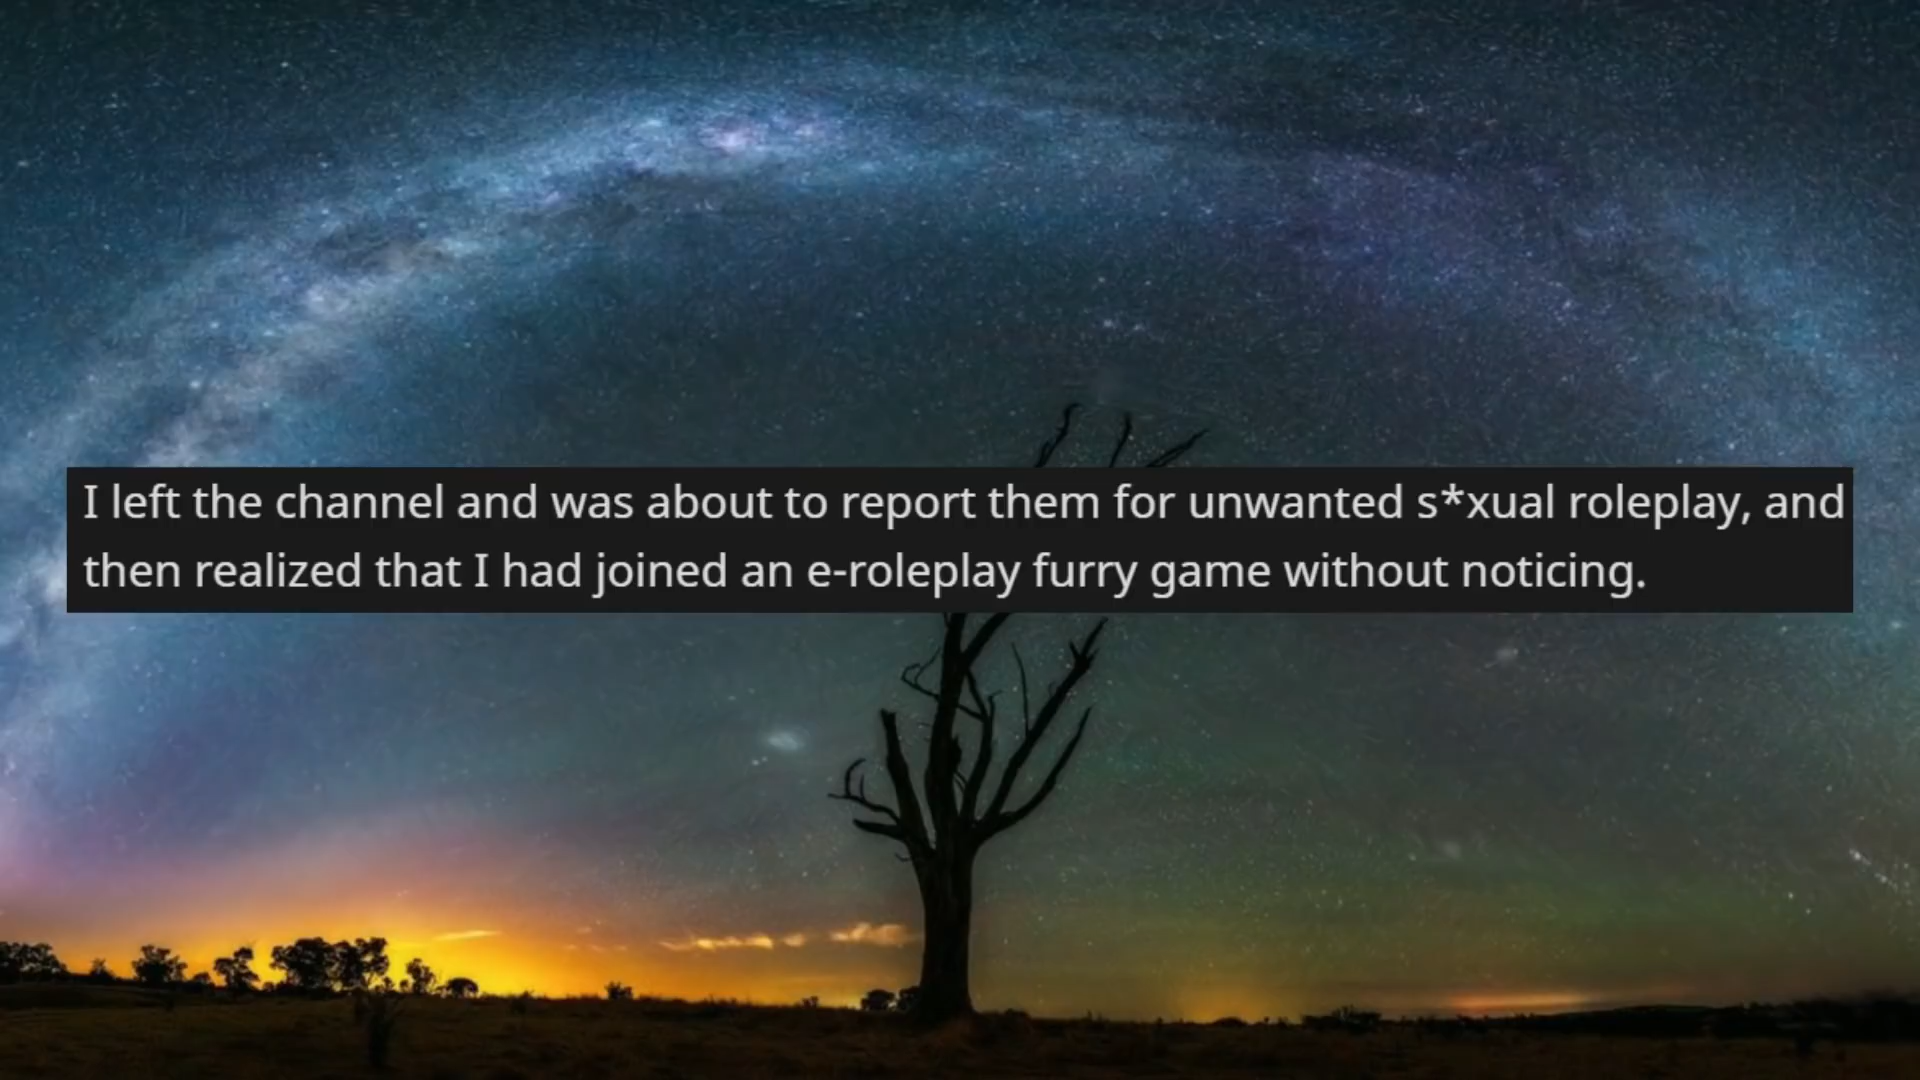 I left the channel and was about to report them for unwanted s*xual roleplay, and
then realized that I had joined an e-roleplay furry game without noticing.